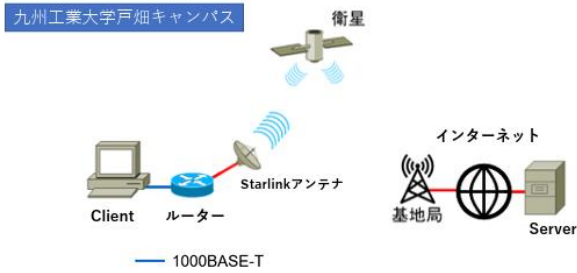 九州工業大学戸畑キャンパス
衛星
インターネット
Starlinkアンテナ
Client
ルーター
基地局
Server
1000BASE-T